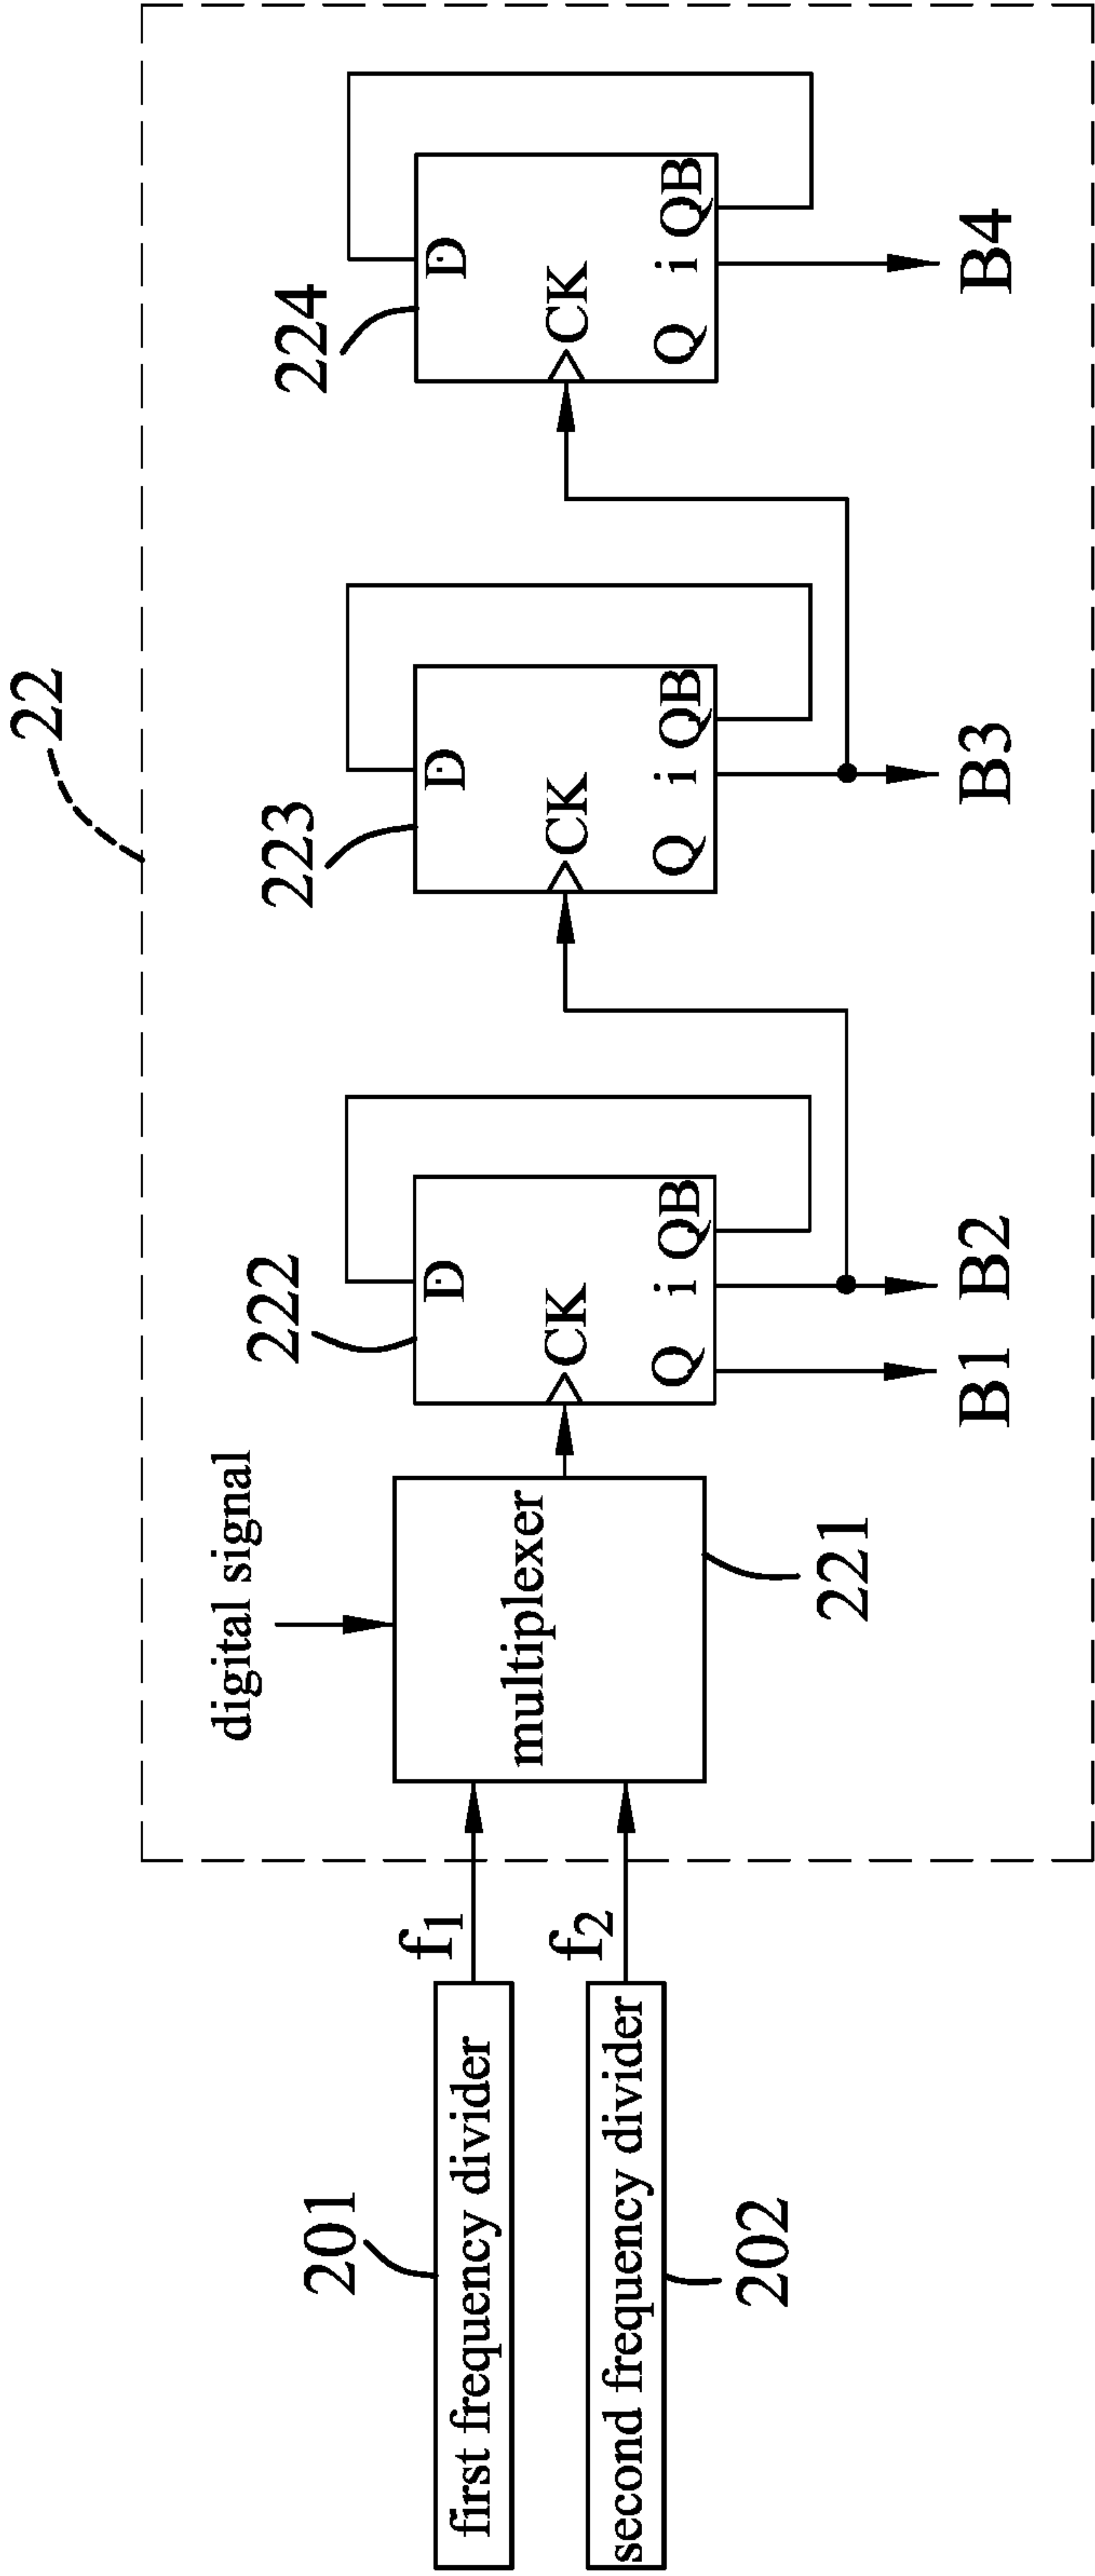 22
224
223
222
digital signal
D
D
D
CK
CK
CK
Q i QB
Q i QB
Q i QB
multiplexer
221
B1 B2
B3
B4
f1
f2
201
first frequency divider
second frequency divider
202